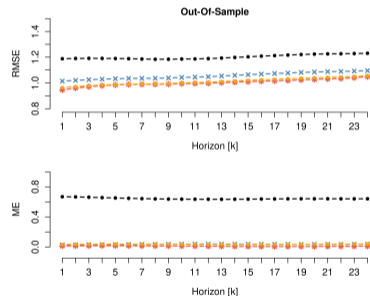 Out-Of-Sample
RMSE
0.8 1.0 1.2 1.4
1 3 5 7 9 11 13 15 17 19 21 23
Horizon [k]
ME
0.0 0.4 0.8
1 3 5 7 9 11 13 15 17 19 21 23
Horizon [k]